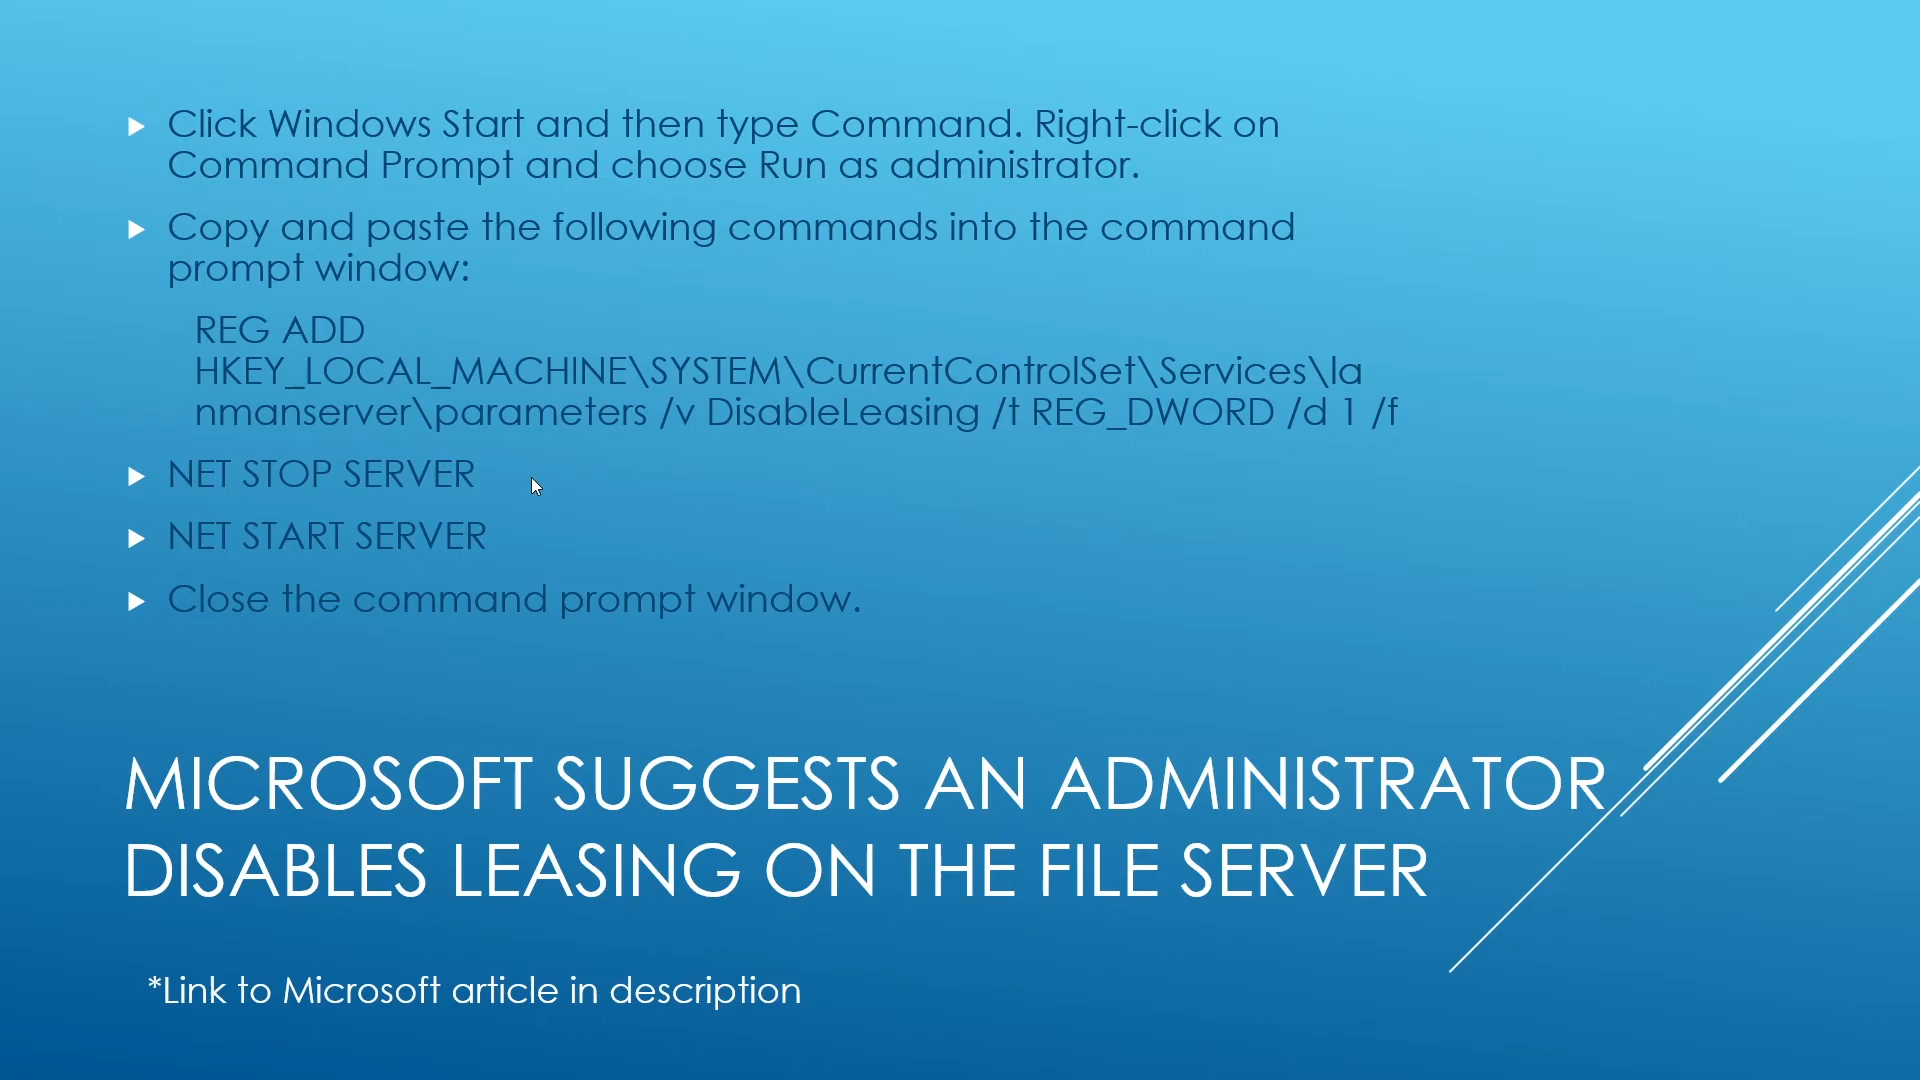 Click Windows Start and then type Command. Right-click on
Command Prompt and choose Run as administrator.
Copy and paste the following commands into the command
prompt window:
REG ADD
HKEY_LOCAL_MACHINE\SYSTEM\CurrentControlSet\Services\la
nmanserver\parameters /v DisableLeasing /t REG_DWORD /d 1 /f
NET STOP SERVER
NET START SERVER
Close the command prompt window.
MICROSOFT SUGGESTS AN ADMINISTRATOR
DISABLES LEASING ON THE FILE SERVER
*Link to Microsoft article in description